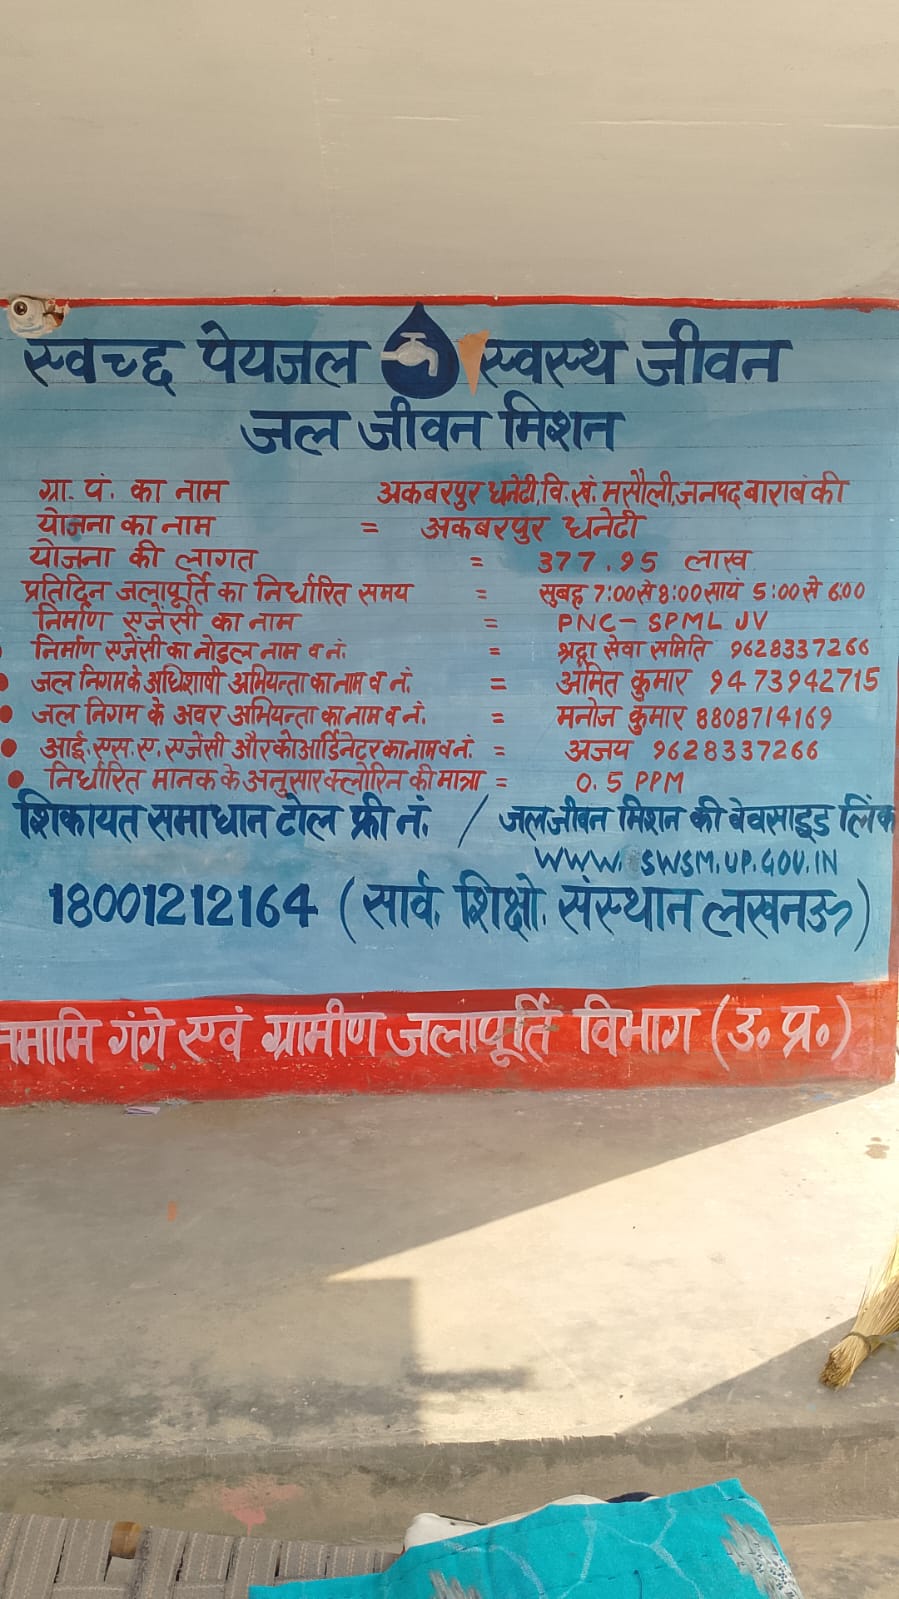 स्वच्छ पेयजल स्वस्थ जीवन
जल जीवन मिशन
ग्रा. पं. का नाम अकबरपुर धनेठी, वि. खं. मसौली, जनपद बाराबंकी
योजना का नाम = अकबरपुर धनेठी
योजना की लागत = 377.95 लाख
प्रतिदिन जलापूर्ति का निर्धारित समय = सुबह 7:00 से 8:00 सायं 5:00 से 6:00
निर्माण एजेंसी का नाम = PNC- SPML JV
निर्माण एजेंसी का नोडल नाम व नं. = श्रद्धा सेवा समिति 9628337266
जल निगम के अधिशाषी अभियन्ता का नाम व नं. = अमित कुमार 9473942715
जल निगम के अवर अभियन्ता का नाम व नं. = मनोज कुमार 8808714169
आई. एस. ए. एजेंसी और कोआर्डिनेटर का नाम व नं. = अजय 9628337266
निर्धारित मानक के अनुसार क्लोरिन की मात्रा = 0.5 PPM
शिकायत समाधान टोल फ्री नं. / जल जीवन मिशन की वेवसाइड लिंक
WWW. SWSM.UP.GOV.IN
18001212164 (सार्व. शिक्षो. संस्थान लखनऊ)
नमामि गंगे एवं ग्रामीण जलापूर्ति विभाग (उ० प्र०)